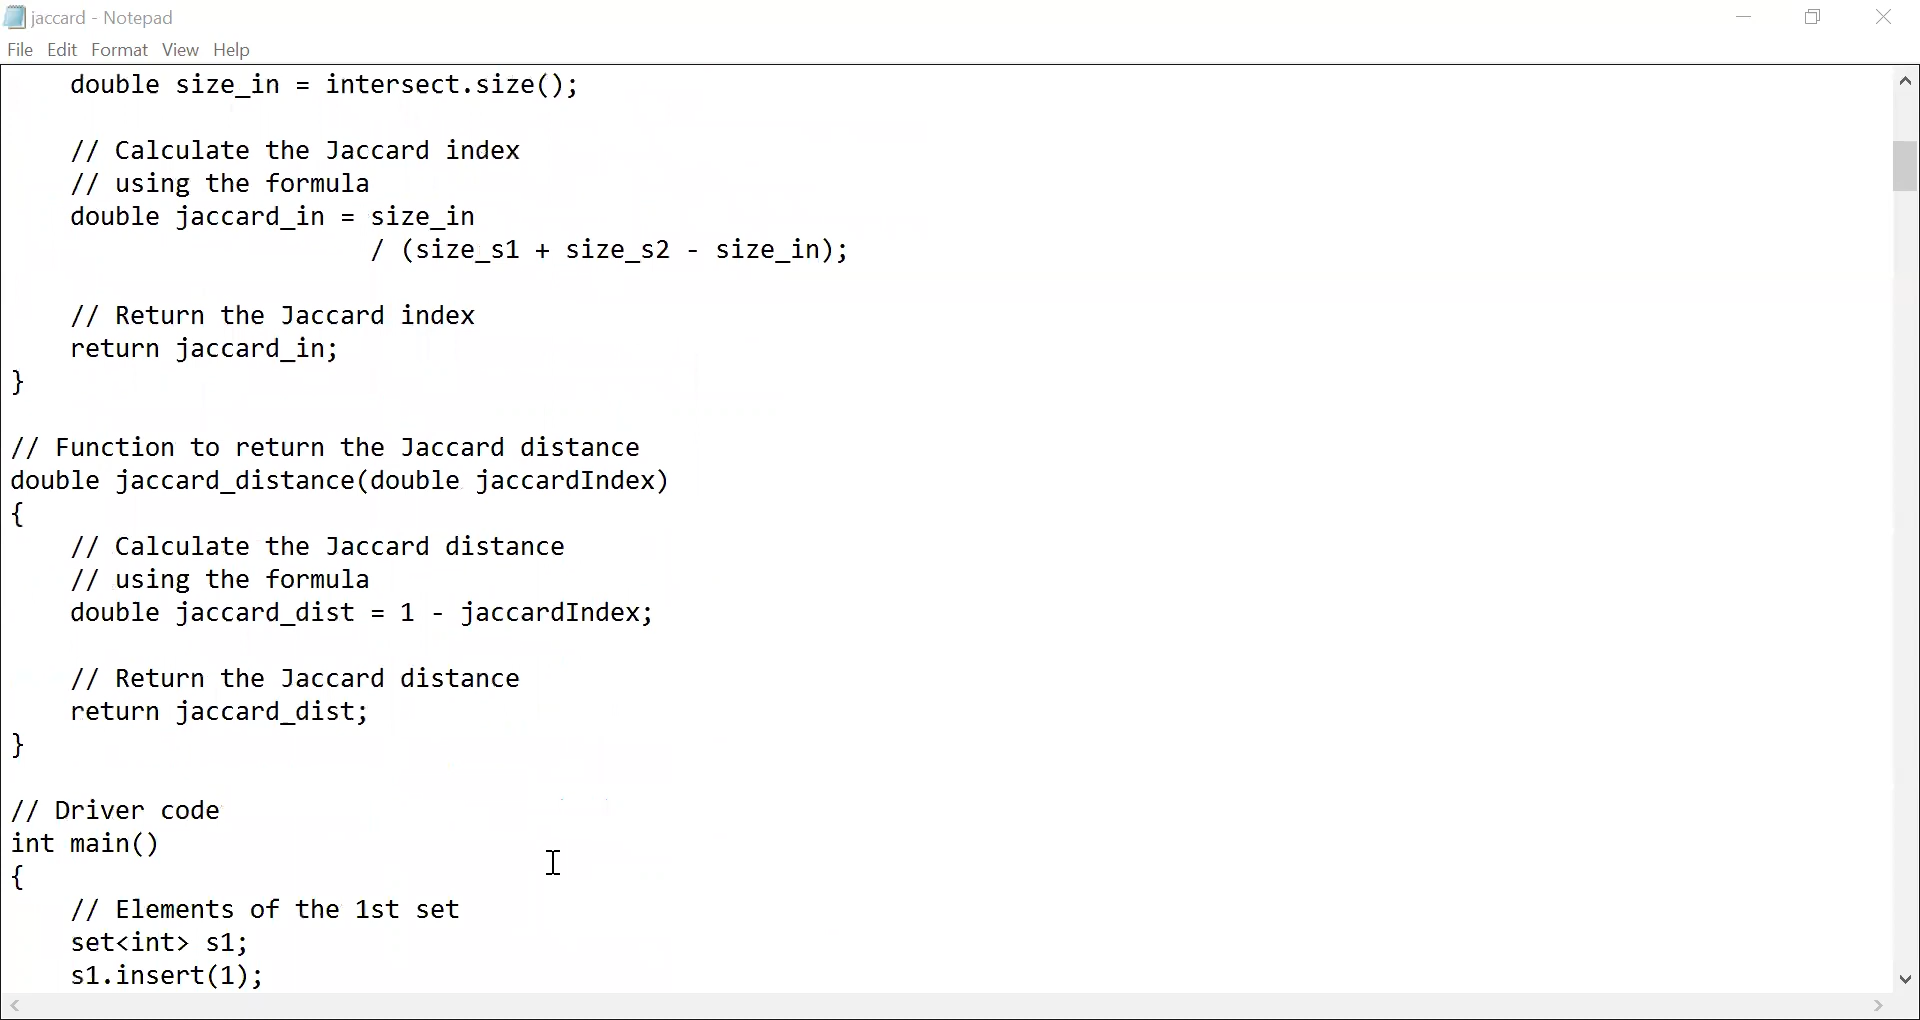 jaccard - Notepad
File Edit Format View Help
double size_in = intersect.size();
// Calculate the Jaccard index
// using the formula
double jaccard_in = size_in
/ (size_s1 + size_s2 - size_in);
// Return the Jaccard index
return jaccard_in;
}
// Function to return the Jaccard distance
double jaccard_distance(double jaccardIndex)
{
// Calculate the Jaccard distance
// using the formula
double jaccard_dist = 1 - jaccardIndex;
// Return the Jaccard distance
return jaccard_dist;
}
// Driver code
int main()
{
// Elements of the 1st set
set<int> s1;
s1.insert(1);